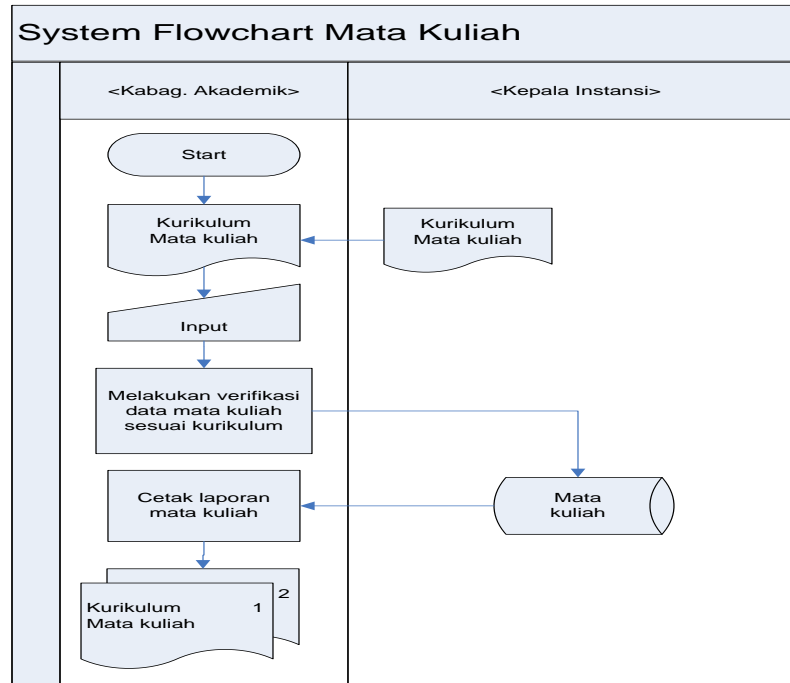 System Flowchart Mata Kuliah
<Kabag. Akademik>
<Kepala Instansi>
Start
Kurikulum
Mata kuliah
Kurikulum
Mata kuliah
Input
Melakukan verifikasi
data mata kuliah
sesuai kurikulum
Cetak laporan
mata kuliah
Mata
kuliah
2
Kurikulum 1
Mata kuliah